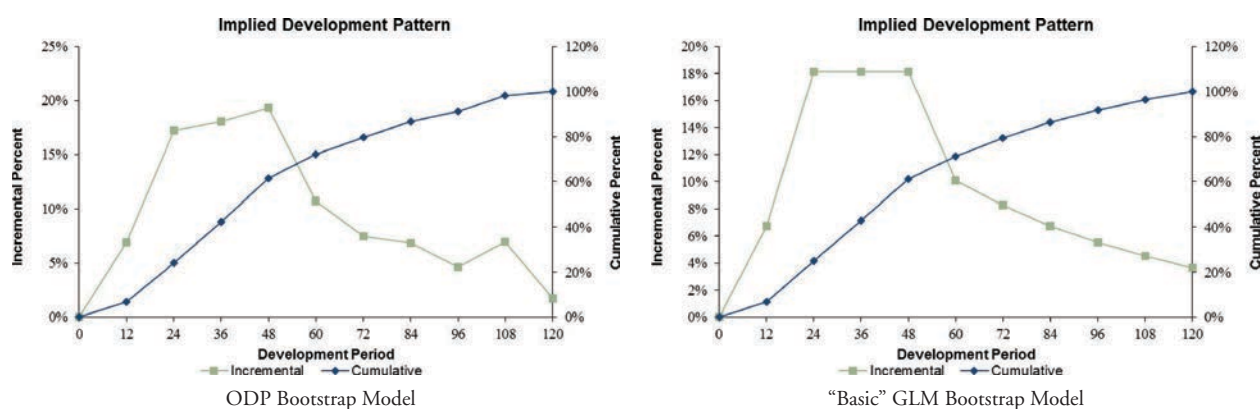 Implied Development Pattern
25%
20%
15%
10%
5%
0%
120%
100%
80%
60%
40%
20%
0%
Incremental Percent
Cumulative Percent
0 12 24 36 48 60 72 84 96 108 120
Development Period
Incremental Cumulative
ODP Bootstrap Model
Implied Development Pattern
20%
18%
16%
14%
12%
10%
8%
6%
4%
2%
0%
120%
100%
80%
60%
40%
20%
0%
Incremental Percent
Cumulative Percent
0 12 24 36 48 60 72 84 96 108 120
Development Period
Incremental Cumulative
“Basic” GLM Bootstrap Model